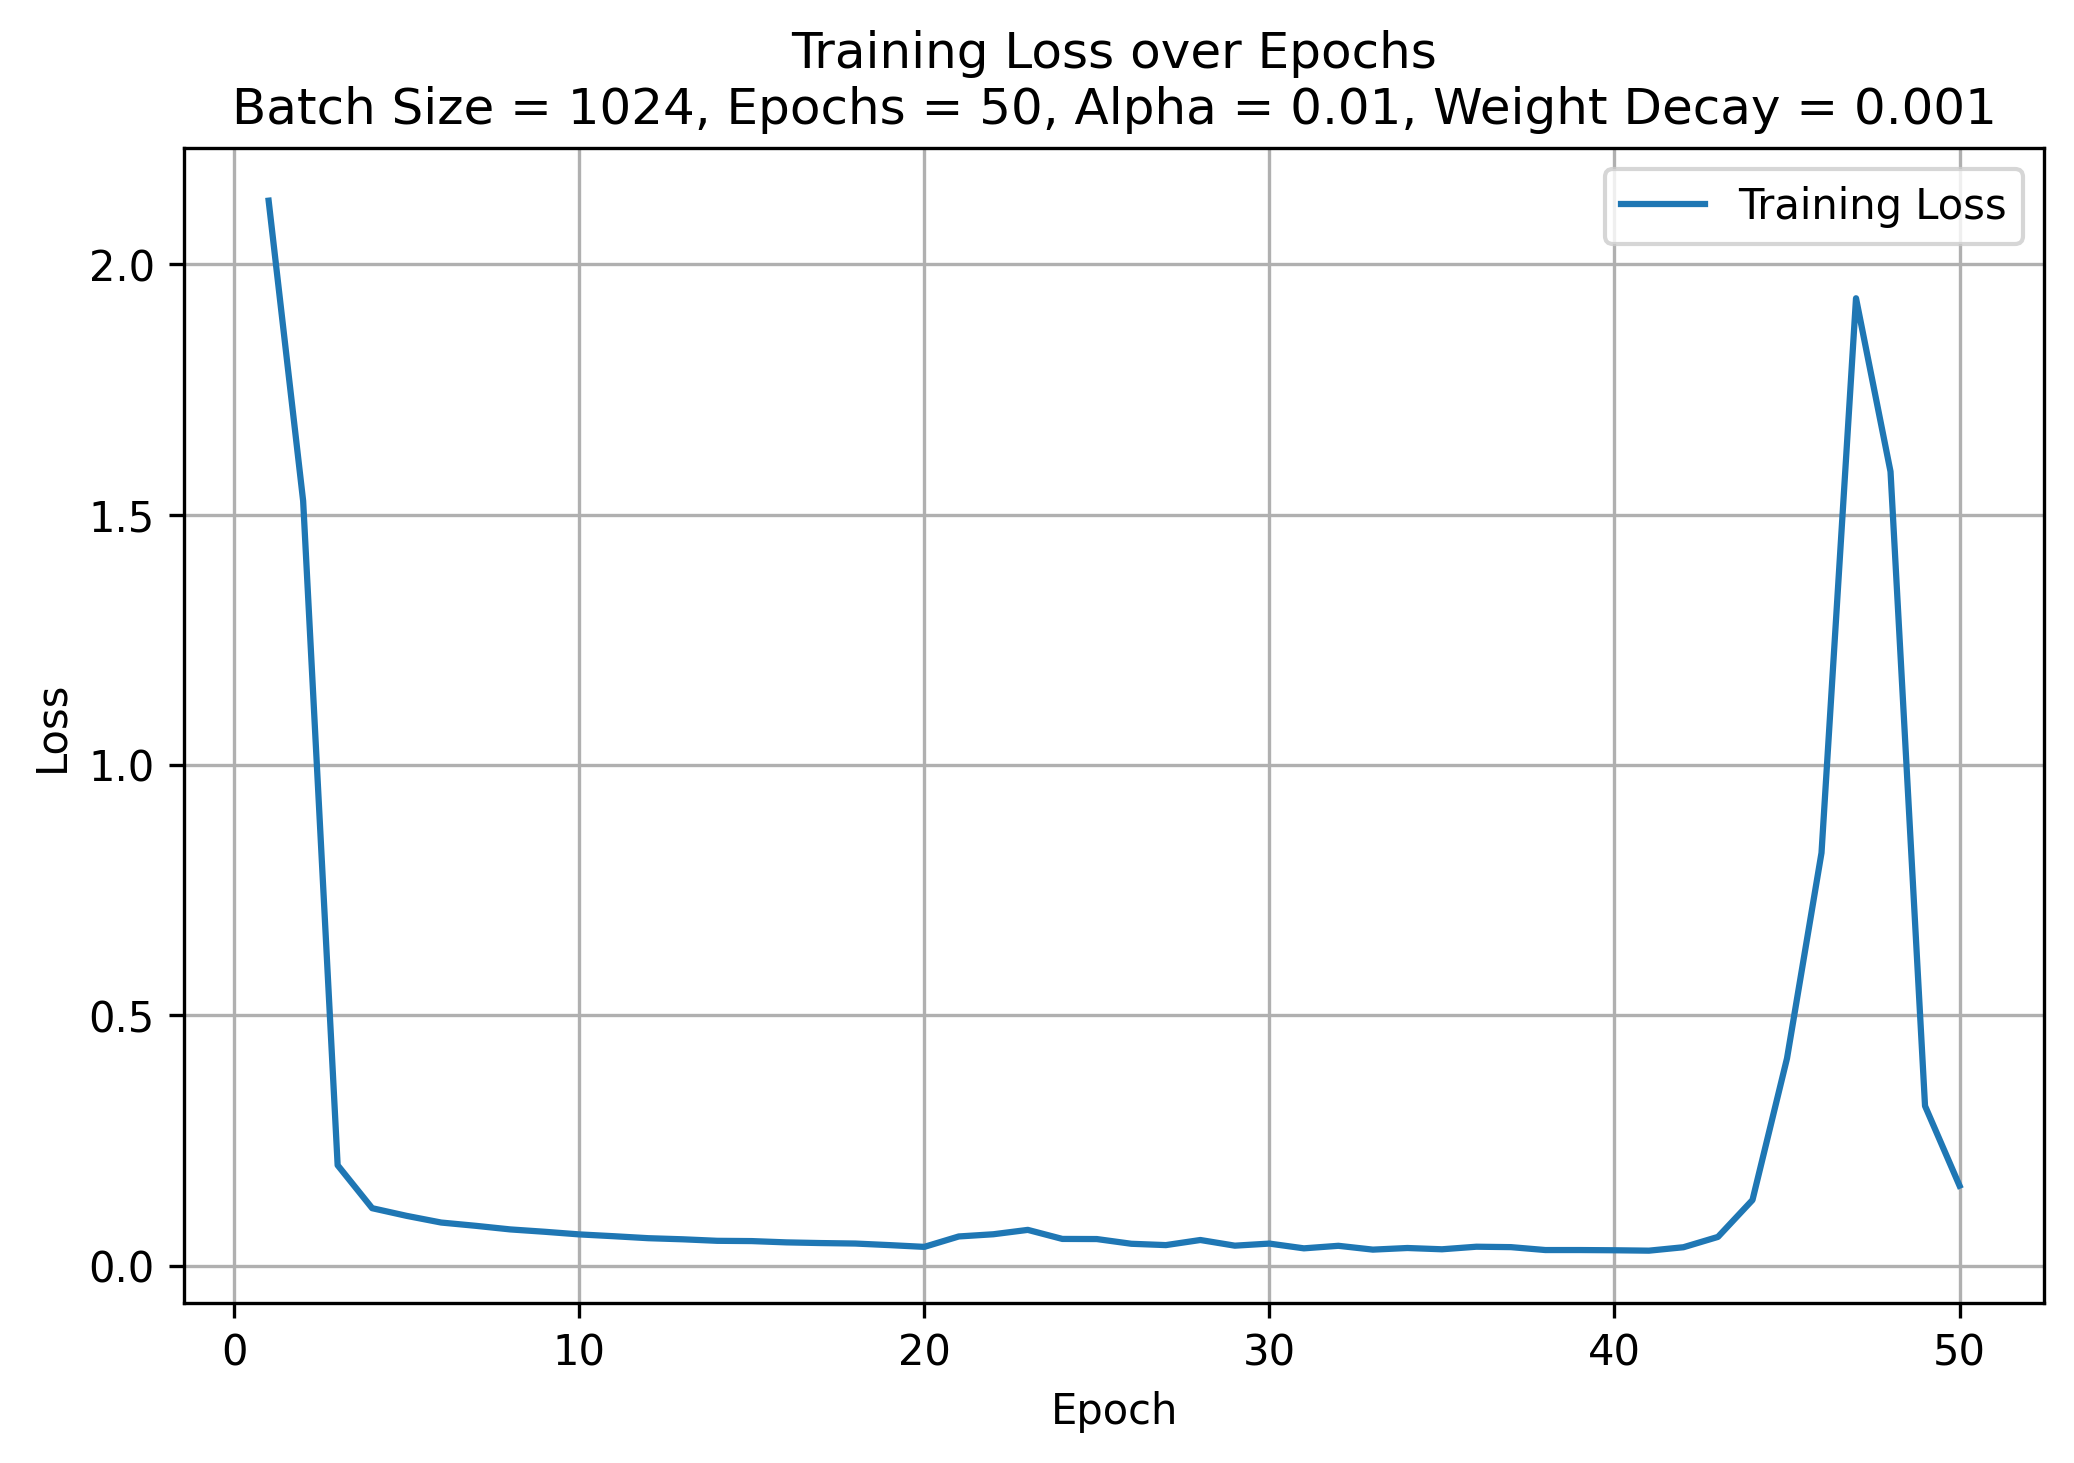 Training Loss over Epochs
Batch Size = 1024, Epochs = 50, Alpha = 0.01, Weight Decay = 0.001
Training Loss
2.0
1.5
1.0
0.5
0.0
Loss
0 10 20 30 40 50
Epoch